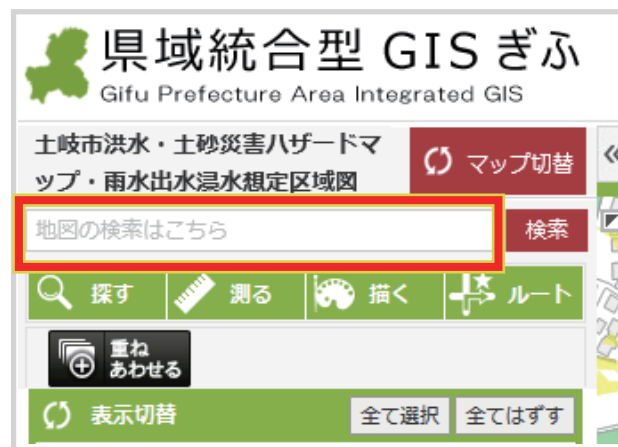 県域統合型 GIS ぎふ
Gifu Prefecture Area Integrated GIS
土岐市洪水・土砂災害ハザードマ
ップ・雨水出水浸水想定区域図
マップ切替
地図の検索はこちら
検索
探す
測る
描く
ルート
重ね
あわせる
表示切替
全て選択
全てはずす